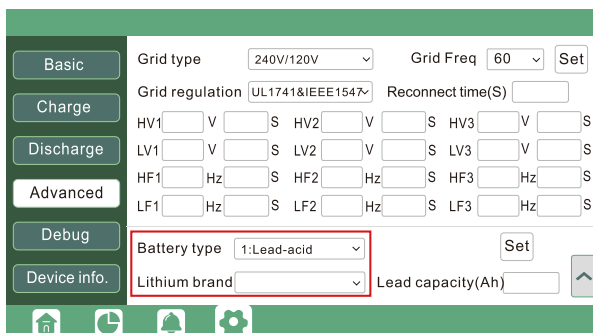 Basic
Charge
Discharge
Advanced
Debug
Device info.
Grid type 240V/120V Grid Freq 60 Set
Grid regulation UL1741&IEEE1547 Reconnect time(S)
HV1 V S HV2 V S HV3 V S
LV1 V S LV2 V S LV3 V S
HF1 Hz S HF2 Hz S HF3 Hz S
LF1 Hz S LF2 Hz S LF3 Hz S
Battery type 1:Lead-acid Set
Lithium brand Lead capacity(Ah)